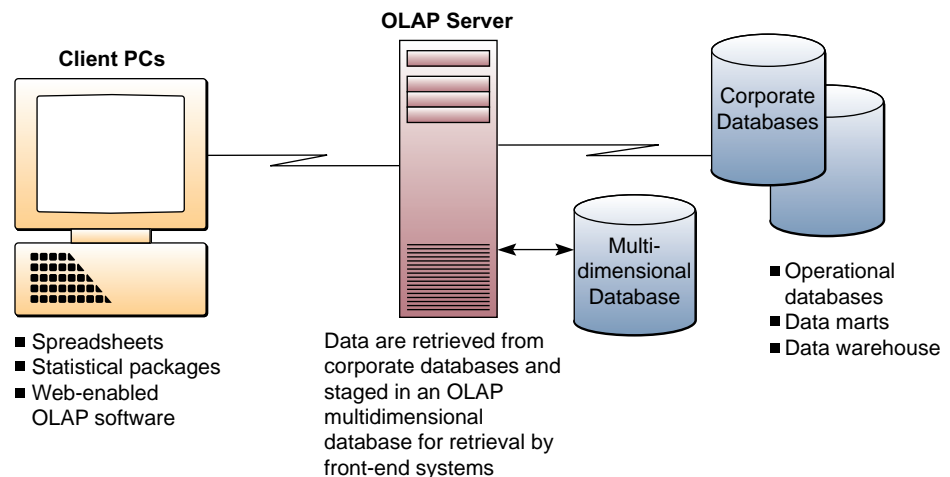 OLAP Server
Client PCs
Corporate
Databases
Multi-
dimensional
Database
■ Spreadsheets
■ Statistical packages
■ Web-enabled
OLAP software
Data are retrieved from
corporate databases and
staged in an OLAP
multidimensional
database for retrieval by
front-end systems
■ Operational
databases
■ Data marts
■ Data warehouse